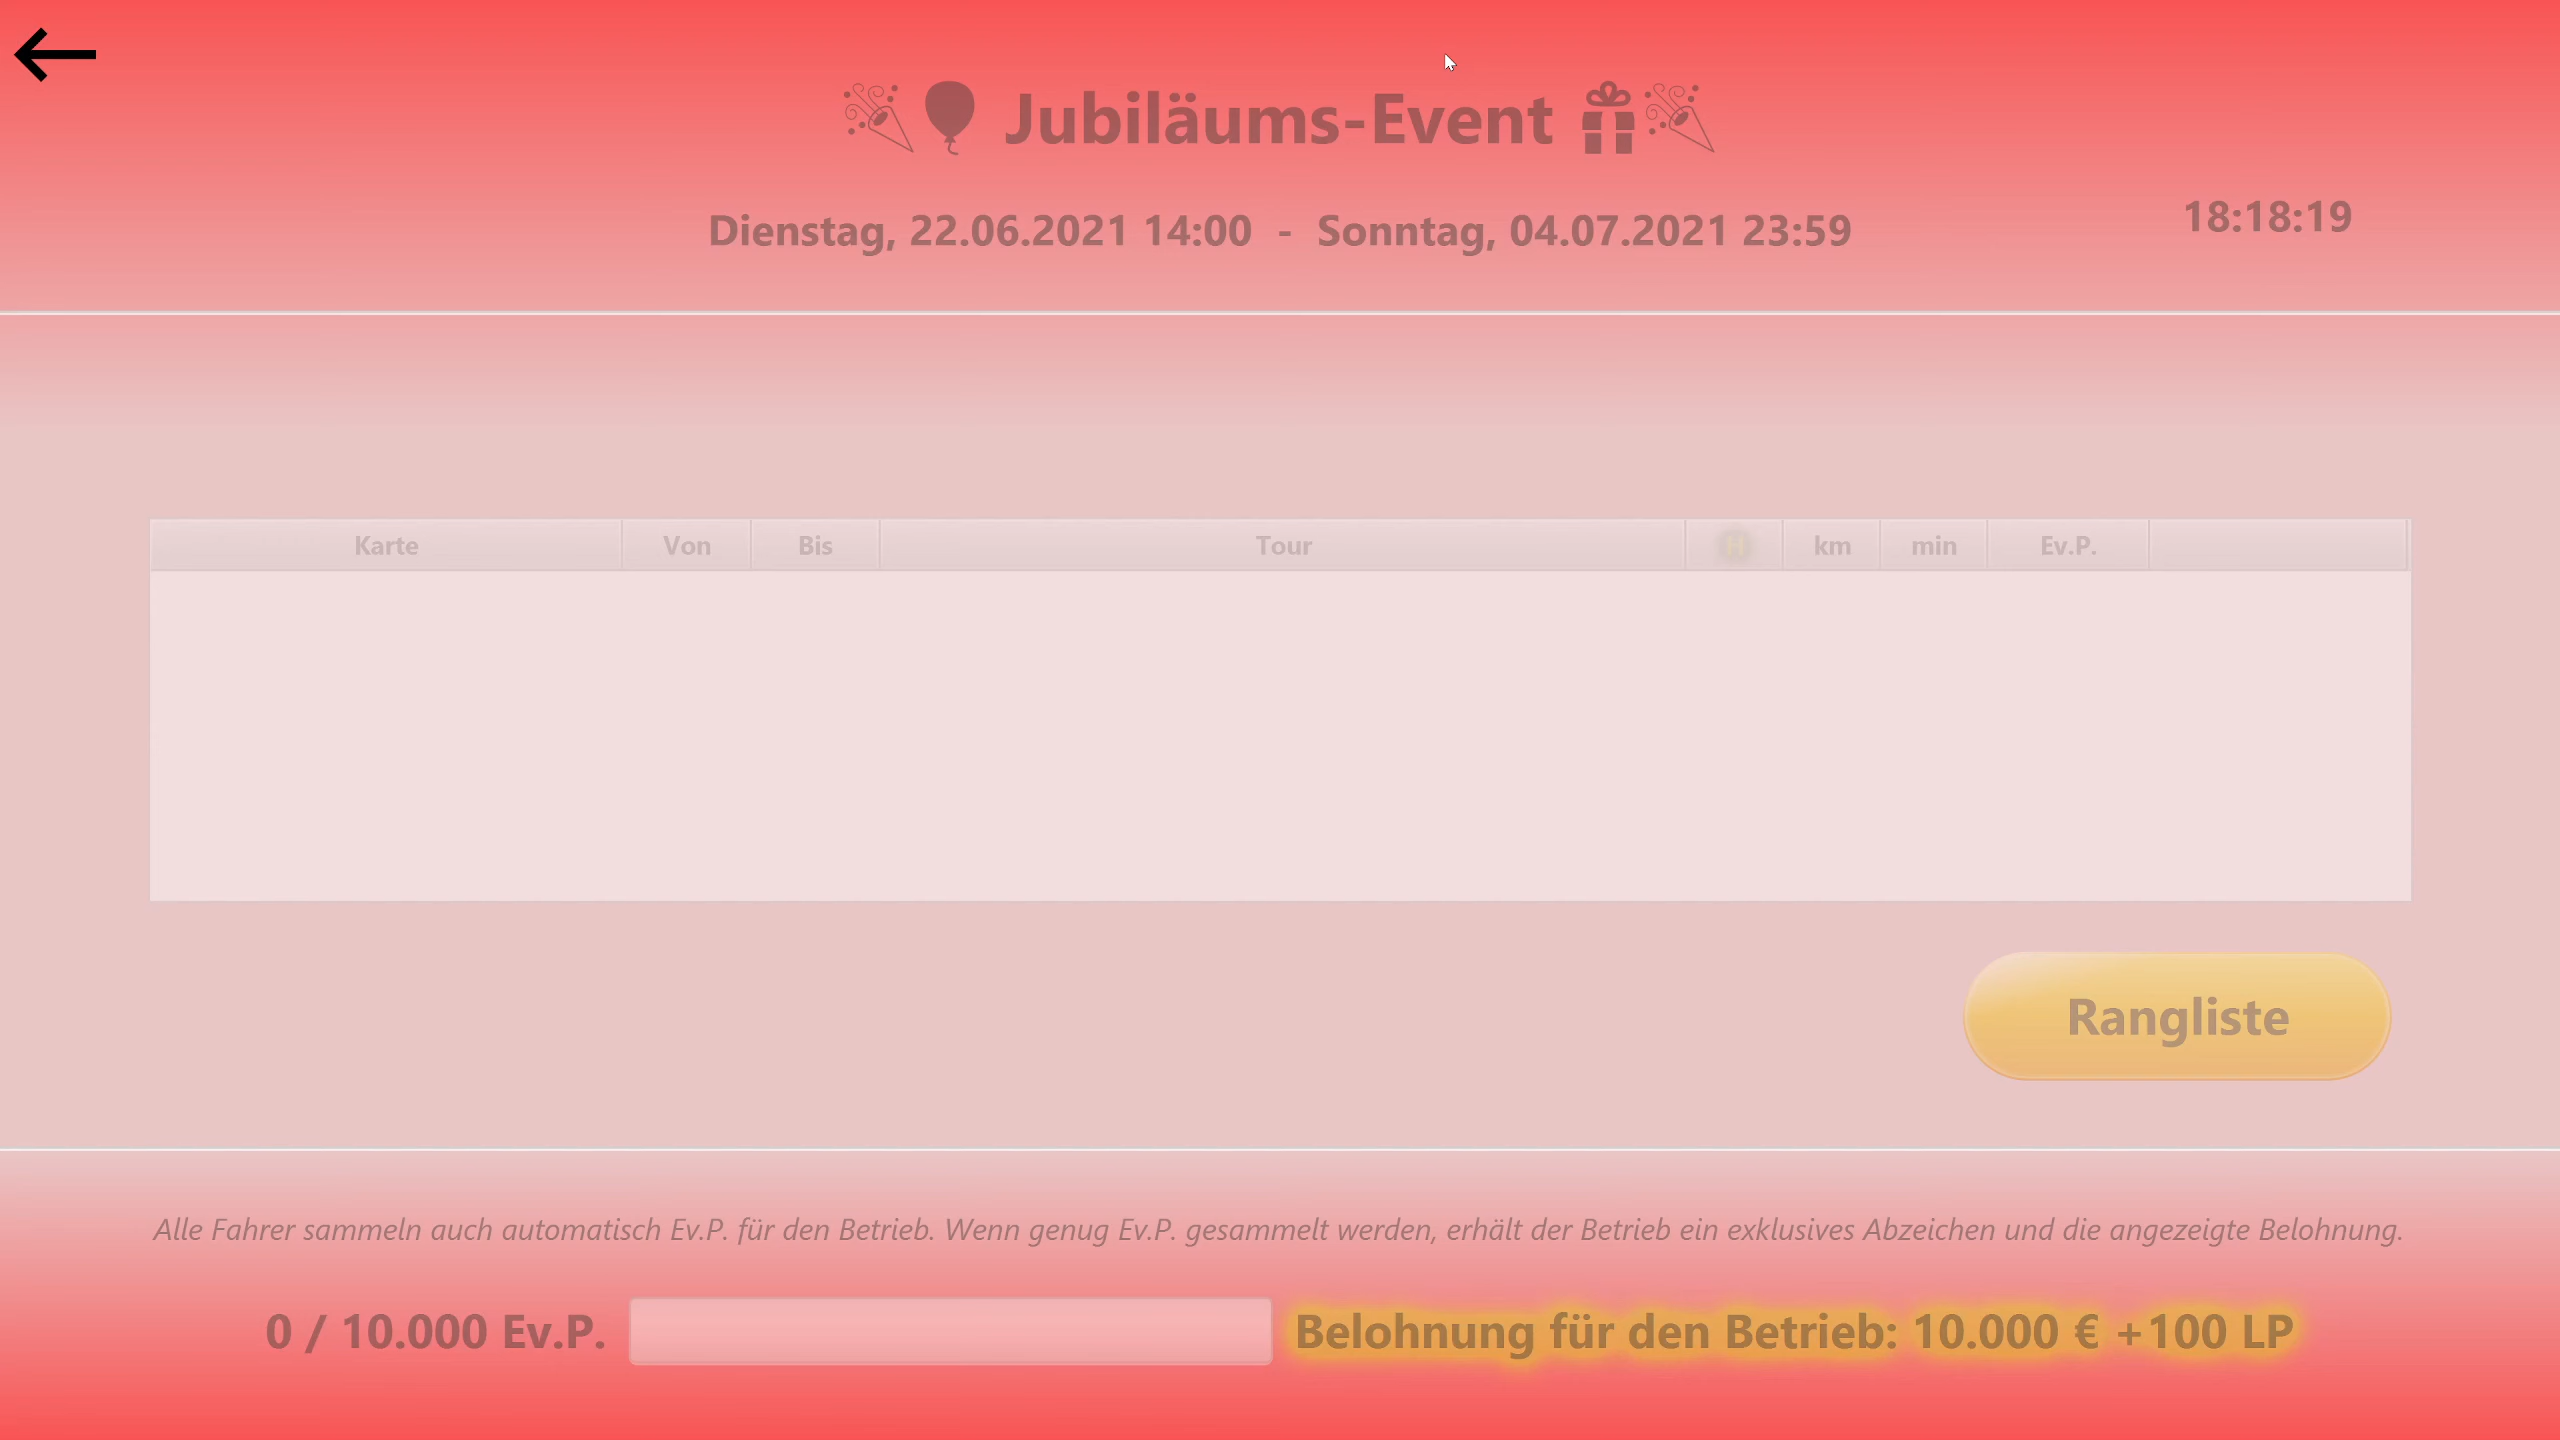 Jubiläums-Event
Dienstag, 22.06.2021 14:00 - Sonntag, 04.07.2021 23:59
18:18:19
Karte Von Bis Tour H km min Ev.P.
Rangliste
Alle Fahrer sammeln auch automatisch Ev.P. für den Betrieb. Wenn genug Ev.P. gesammelt werden, erhält der Betrieb ein exklusives Abzeichen und die angezeigte Belohnung.
0 / 10.000 Ev.P. Belohnung für den Betrieb: 10.000 € +100 LP